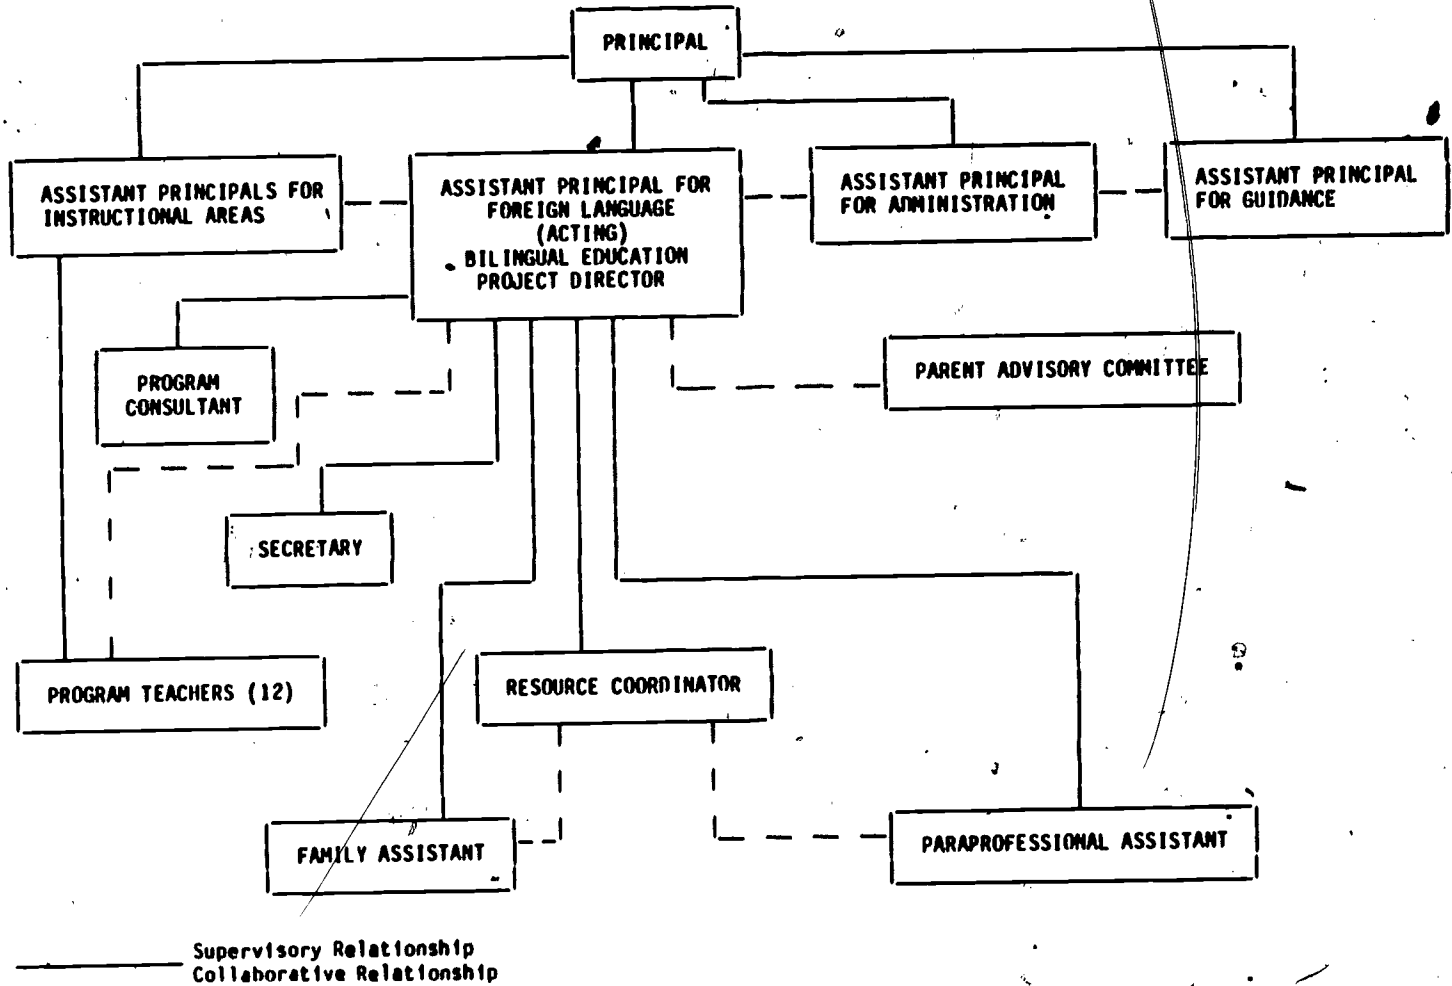 PRINCIPAL
ASSISTANT PRINCIPALS FOR
INSTRUCTIONAL AREAS
ASSISTANT PRINCIPAL FOR
FOREIGN LANGUAGE
(ACTING)
BILINGUAL EDUCATION
PROJECT DIRECTOR
ASSISTANT PRINCIPAL
FOR ADMINISTRATION
ASSISTANT PRINCIPAL
FOR GUIDANCE
PROGRAM
CONSULTANT
PARENT ADVISORY COMMITTEE
SECRETARY
PROGRAM TEACHERS (12)
RESOURCE COORDINATOR
FAMILY ASSISTANT
PARAPROFESSIONAL ASSISTANT
Supervisory Relationship
Collaborative Relationship